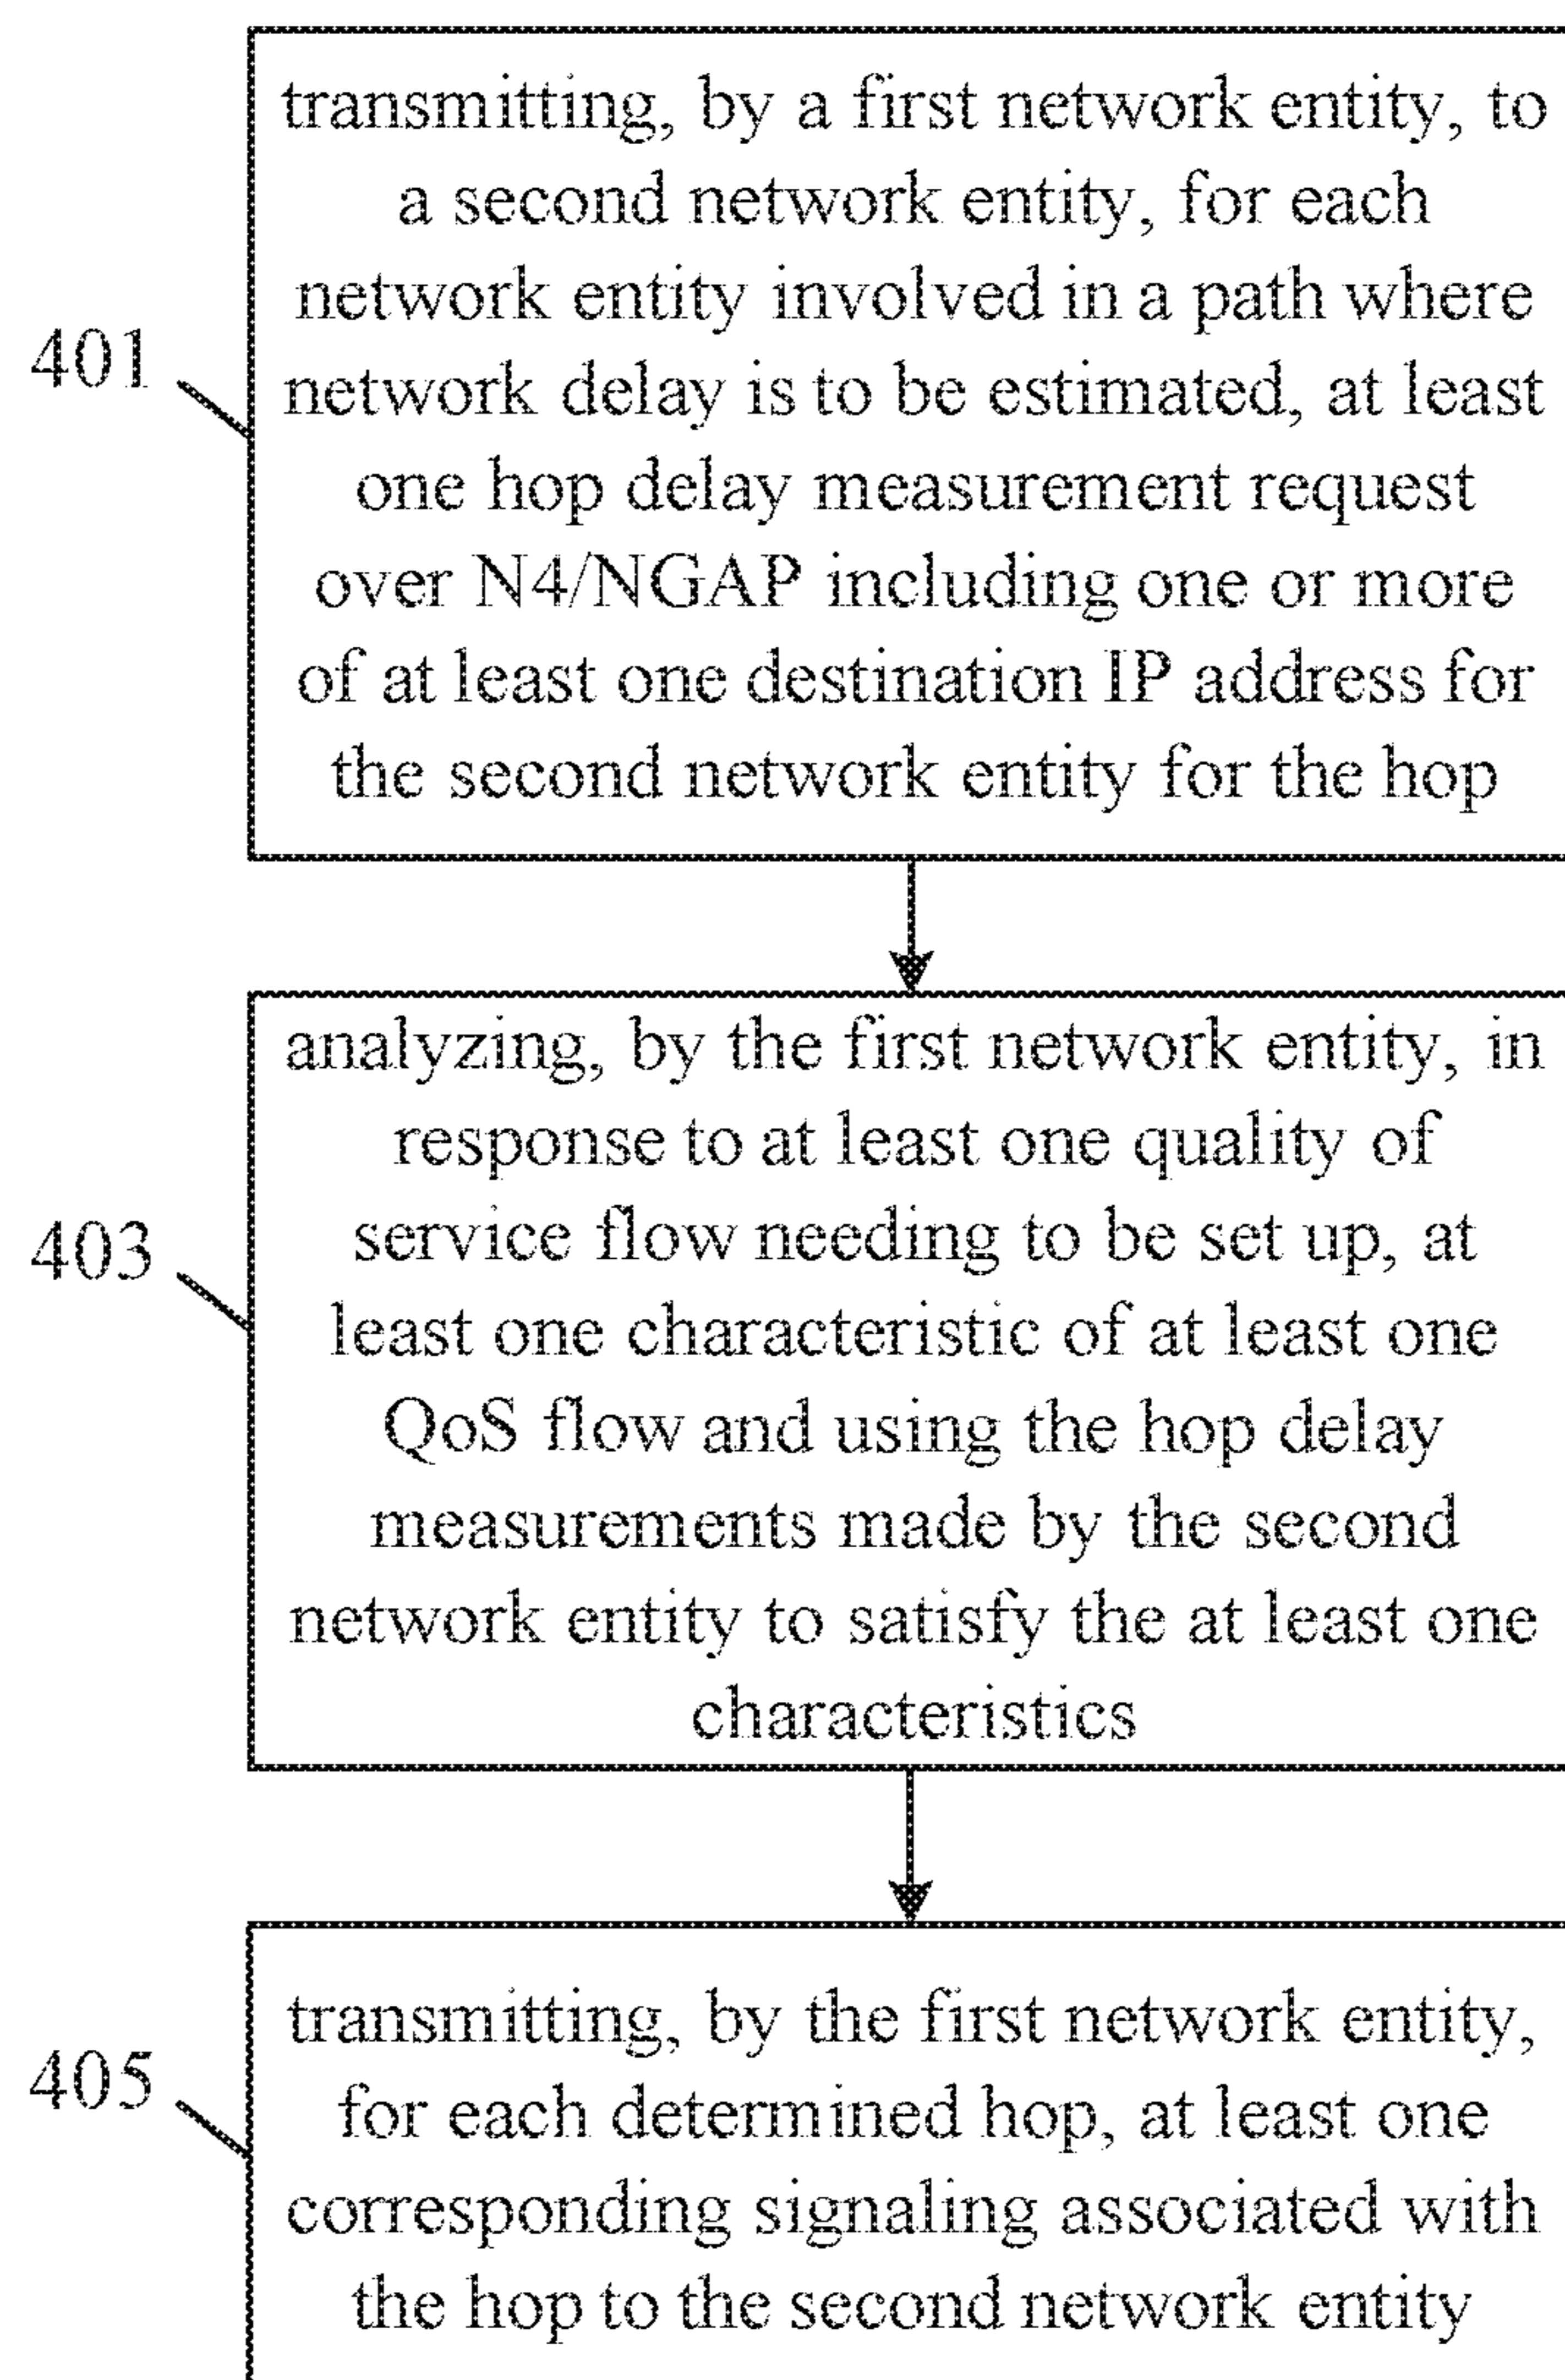 transmitting, by a first network entity, to
a second network entity, for each
network entity involved in a path where
401
network delay is to be estimated, at least
one hop delay measurement request
over N4/NGAP including one or more
of at least one destination IP address for
the second network entity for the hop
analyzing, by the first network entity, in
response to at least one quality of
403
service flow needing to be set up, at
least one characteristic of at least one
QoS flow and using the hop delay
measurements made by the second
network entity to satisfy the at least one
characteristics
transmitting, by the first network entity,
405
for each determined hop, at least one
corresponding signaling associated with
the hop to the second network entity